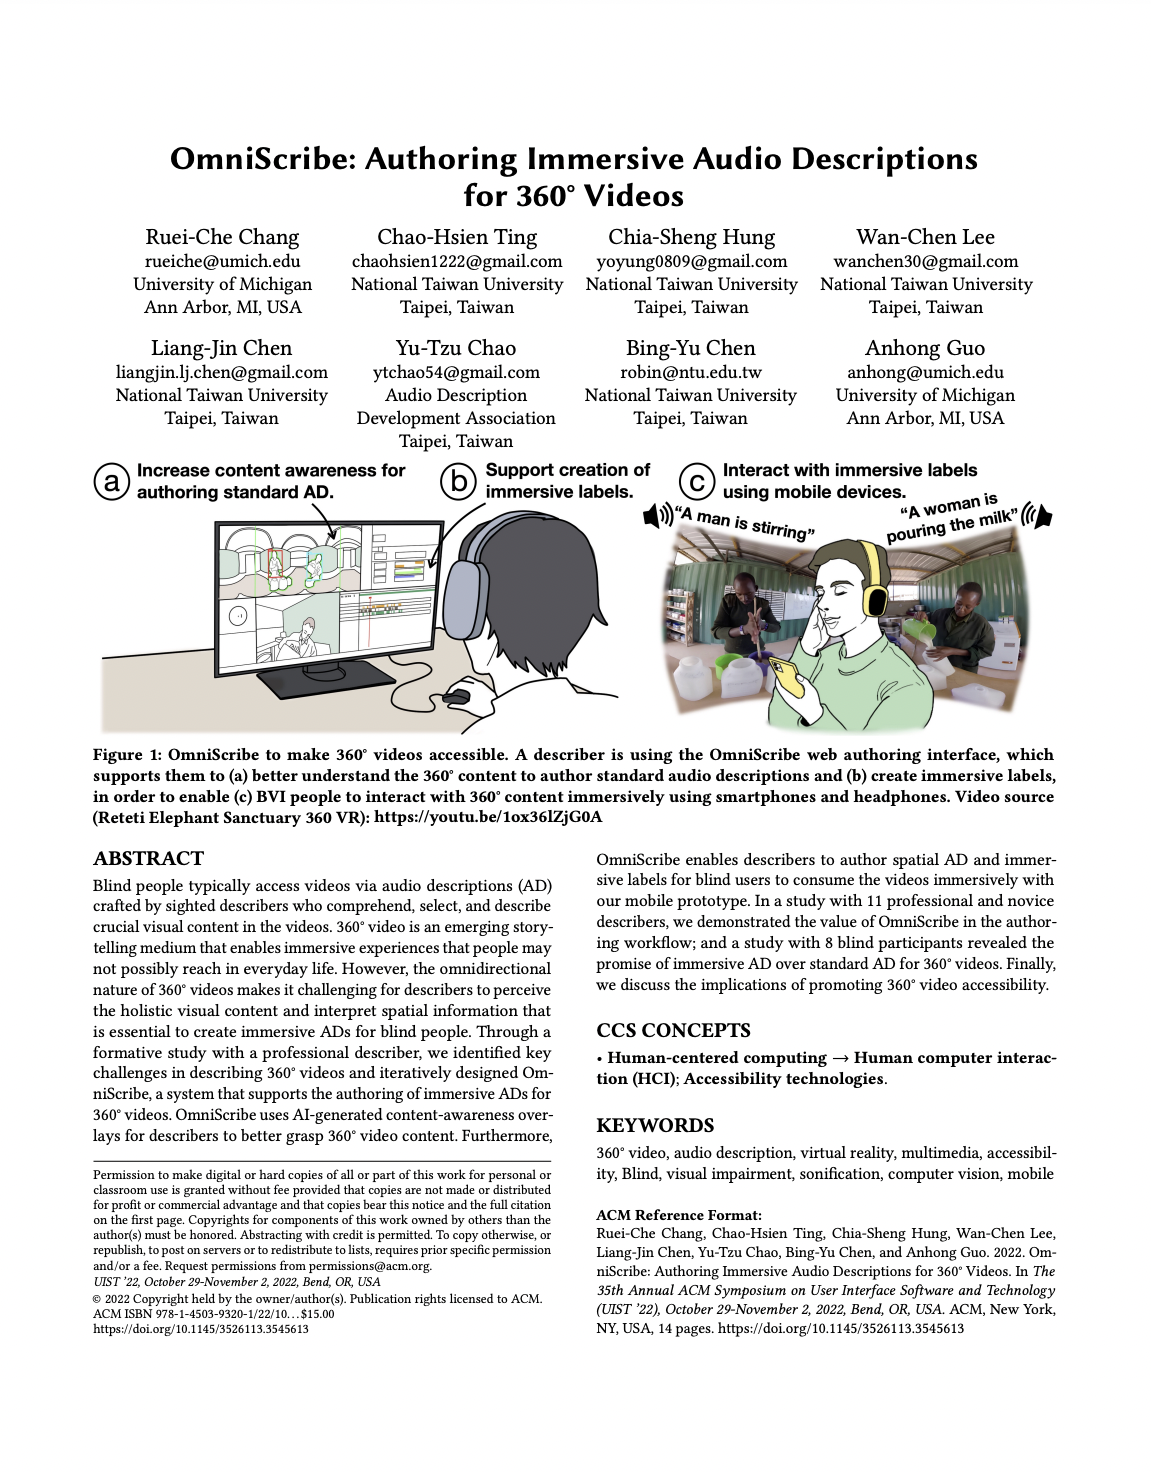 OmniScribe: Authoring Immersive Audio Descriptions
for 360° Videos
Ruei-Che Chang
rueiche@umich.edu
University of Michigan
Ann Arbor, MI, USA
Chao-Hsien Ting
chaohsien1222@gmail.com
National Taiwan University
Taipei, Taiwan
Chia-Sheng Hung
yoyung0809@gmail.com
National Taiwan University
Taipei, Taiwan
Wan-Chen Lee
wanchen30@gmail.com
National Taiwan University
Taipei, Taiwan
Liang-Jin Chen
liangjin.lj.chen@gmail.com
National Taiwan University
Taipei, Taiwan
Yu-Tzu Chao
ytchao54@gmail.com
Audio Description
Development Association
Taipei, Taiwan
Bing-Yu Chen
robin@ntu.edu.tw
National Taiwan University
Taipei, Taiwan
Anhong Guo
anhong@umich.edu
University of Michigan
Ann Arbor, MI, USA
a
Increase content awareness for
authoring standard AD.
b
Support creation of
immersive labels.
c
Interact with immersive labels
using mobile devices.
“A man is stirring”
“A woman is
pouring the milk”
Figure 1: OmniScribe to make 360° videos accessible. A describer is using the OmniScribe web authoring interface, which
supports them to (a) better understand the 360° content to author standard audio descriptions and (b) create immersive labels,
in order to enable (c) BVI people to interact with 360° content immersively using smartphones and headphones. Video source
(Reteti Elephant Sanctuary 360 VR): https://youtu.be/1ox36lZjG0A
ABSTRACT
Blind people typically access videos via audio descriptions (AD)
crafted by sighted describers who comprehend, select, and describe
crucial visual content in the videos. 360° video is an emerging story-
telling medium that enables immersive experiences that people may
not possibly reach in everyday life. However, the omnidirectional
nature of 360° videos makes it challenging for describers to perceive
the holistic visual content and interpret spatial information that
is essential to create immersive ADs for blind people. Through a
formative study with a professional describer, we identified key
challenges in describing 360° videos and iteratively designed Om-
niScribe, a system that supports the authoring of immersive ADs for
360° videos. OmniScribe uses AI-generated content-awareness over-
lays for describers to better grasp 360° video content. Furthermore,
Permission to make digital or hard copies of all or part of this work for personal or
classroom use is granted without fee provided that copies are not made or distributed
for profit or commercial advantage and that copies bear this notice and the full citation
on the first page. Copyrights for components of this work owned by others than the
author(s) must be honored. Abstracting with credit is permitted. To copy otherwise, or
republish, to post on servers or to redistribute to lists, requires prior specific permission
and/or a fee. Request permissions from permissions@acm.org.
UIST ’22, October 29-November 2, 2022, Bend, OR, USA
© 2022 Copyright held by the owner/author(s). Publication rights licensed to ACM.
ACM ISBN 978-1-4503-9320-1/22/10…$15.00
https://doi.org/10.1145/3526113.3545613
OmniScribe enables describers to author spatial AD and immer-
sive labels for blind users to consume the videos immersively with
our mobile prototype. In a study with 11 professional and novice
describers, we demonstrated the value of OmniScribe in the author-
ing workflow; and a study with 8 blind participants revealed the
promise of immersive AD over standard AD for 360° videos. Finally,
we discuss the implications of promoting 360° video accessibility.
CCS CONCEPTS
• Human-centered computing → Human computer interac-
tion (HCI); Accessibility technologies.
KEYWORDS
360° video, audio description, virtual reality, multimedia, accessibil-
ity, Blind, visual impairment, sonification, computer vision, mobile
ACM Reference Format:
Ruei-Che Chang, Chao-Hsien Ting, Chia-Sheng Hung, Wan-Chen Lee,
Liang-Jin Chen, Yu-Tzu Chao, Bing-Yu Chen, and Anhong Guo. 2022. Om-
niScribe: Authoring Immersive Audio Descriptions for 360° Videos. In The
35th Annual ACM Symposium on User Interface Software and Technology
(UIST ’22), October 29-November 2, 2022, Bend, OR, USA. ACM, New York,
NY, USA, 14 pages. https://doi.org/10.1145/3526113.3545613